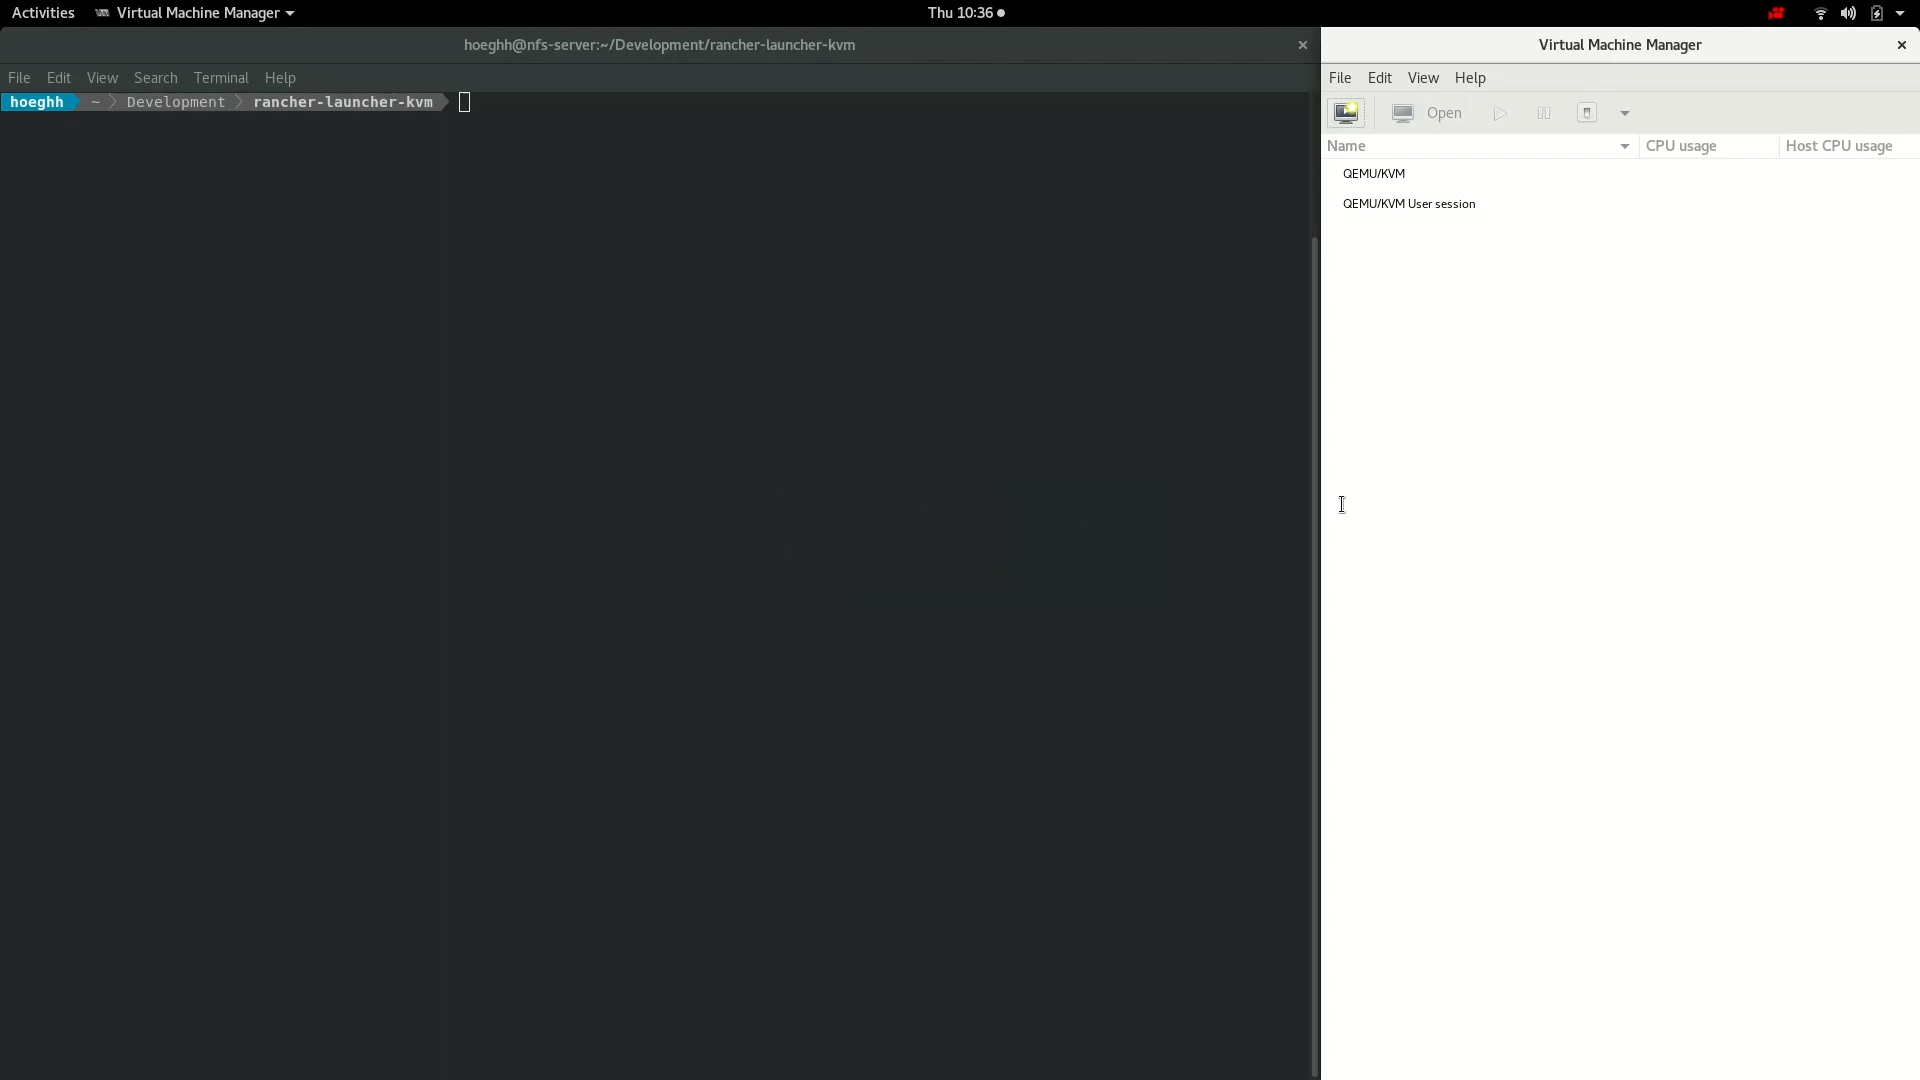 Activities Virtual Machine Manager Thu 10:36
hoeghh@nfs-server:~/Development/rancher-launcher-kvm
File Edit View Search Terminal Help
hoeghh ~ Development rancher-launcher-kvm
Virtual Machine Manager
File Edit View Help
Open
Name CPU usage Host CPU usage
QEMU/KVM
QEMU/KVM User session